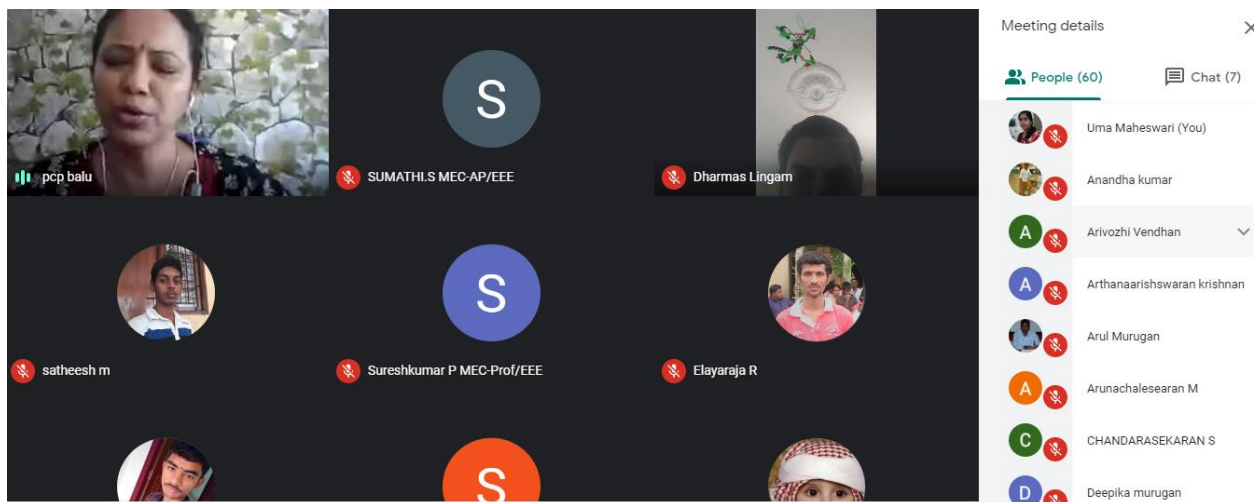 pcp balu
S
SUMATHI.S MEC-AP/EEE
Dharmas Lingam
satheesh m
S
Sureshkumar P MEC-Prof/EEE
Elayaraja R
S
Meeting details
People (60)
Chat (7)
Uma Maheswari (You)
Anandha kumar
A
Arivozhi Vendhan
A
Arthanaarishswaran krishnan
Arul Murugan
A
Arunachalesearan M
C
CHANDARASEKARAN S
D
Deepika murugan